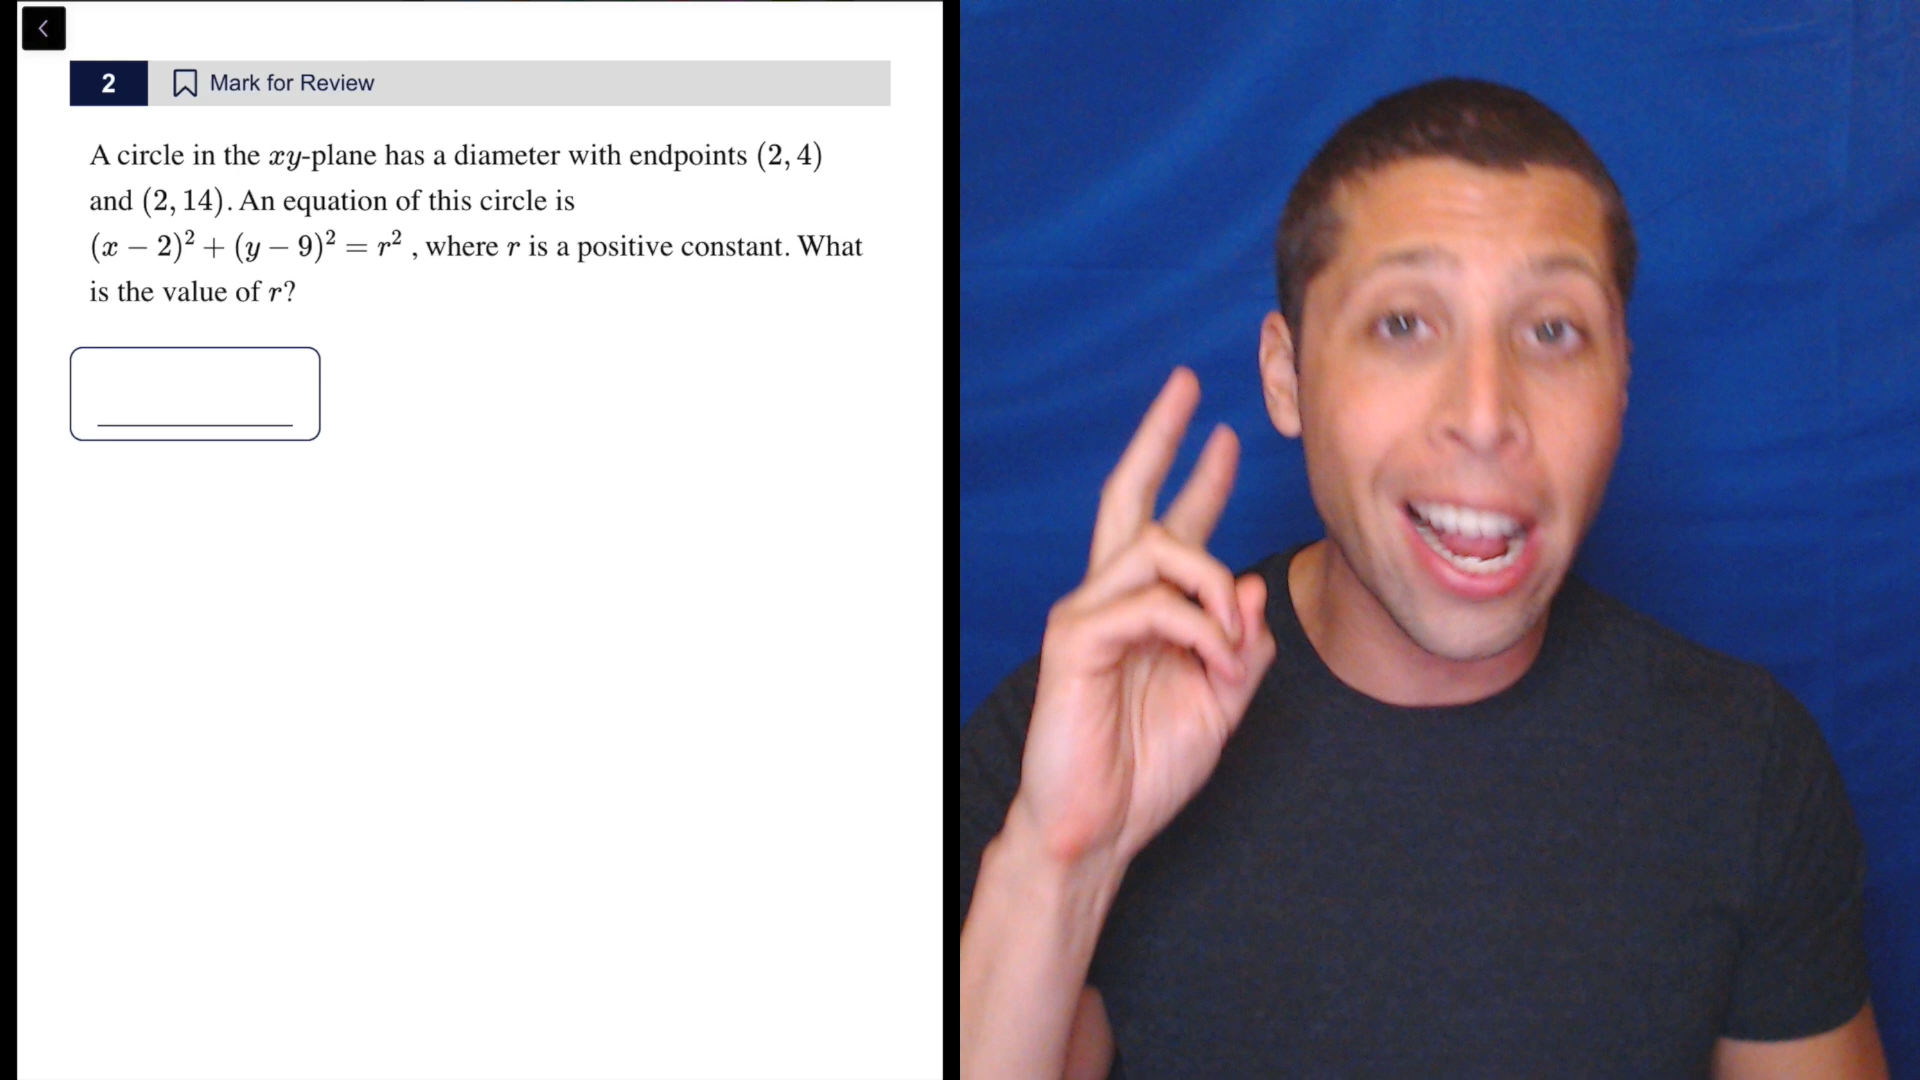 2 Mark for Review
A circle in the xy-plane has a diameter with endpoints (2, 4)
and (2, 14). An equation of this circle is
(x − 2)² + (y − 9)² = r² , where r is a positive constant. What
is the value of r?